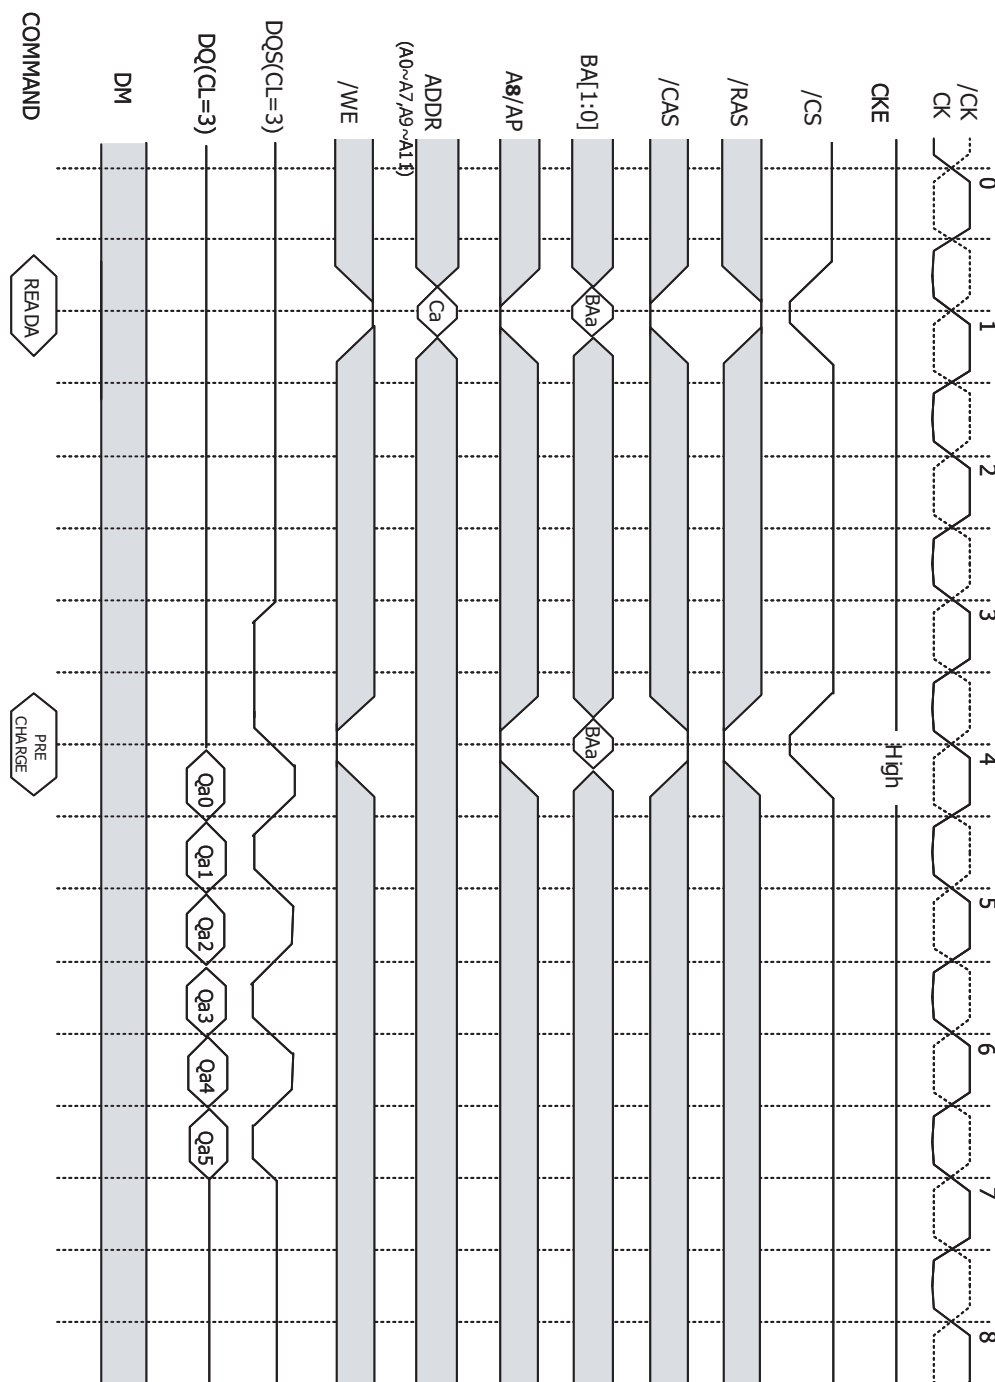 0 1 2 3 4 5 6 7 8
/CK
CK
CKE
High
/CS
/RAS
/CAS
BA[1:0]
BAa BAa
A8/AP
ADDR
(A0~A7,A9~A11)
Ca
/WE
DQS(CL=3)
DQ(CL=3)
Qa0 Qa1 Qa2 Qa3 Qa4 Qa5
DM
COMMAND
READA
PRE
CHARGE